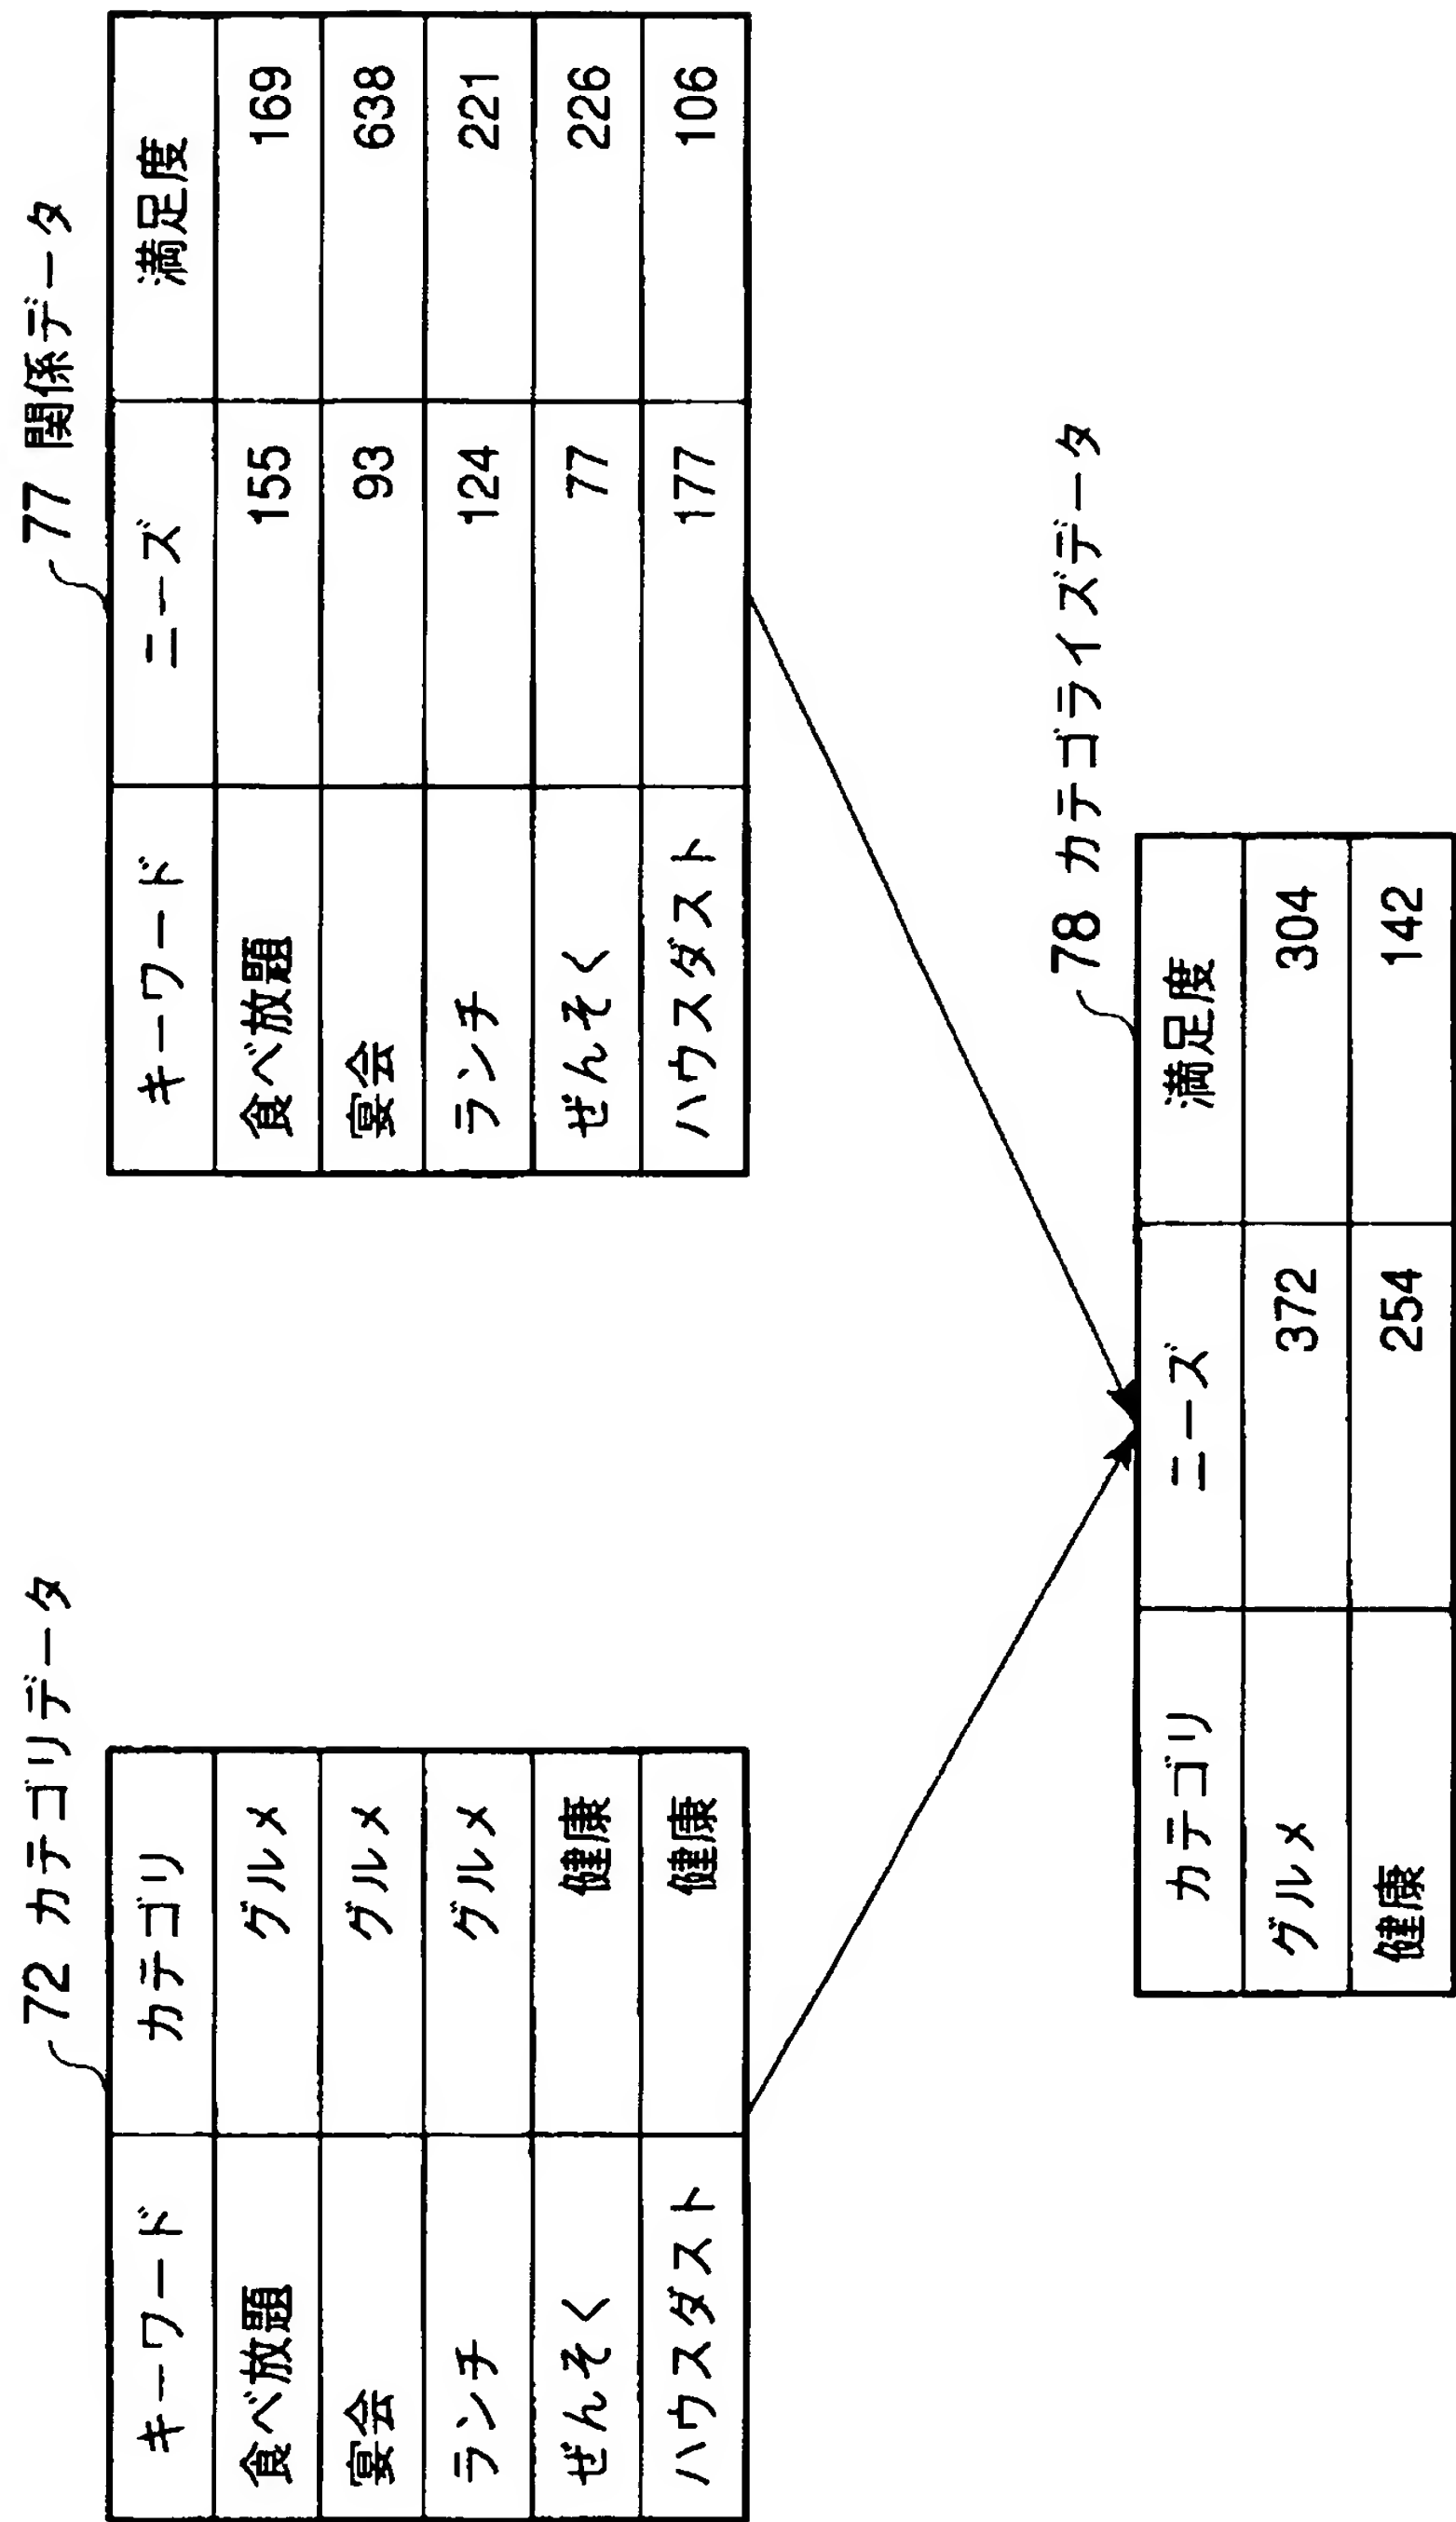 72 カテゴリデータ
キーワード カテゴリ
食べ放題 グルメ
宴会 グルメ
ランチ グルメ
ぜんそく 健康
ハウスダスト 健康
77 関係データ
キーワード ニーズ 満足度
食べ放題 155 169
宴会 93 638
ランチ 124 221
ぜんそく 77 226
ハウスダスト 177 106
78 カテゴライズデータ
カテゴリ ニーズ 満足度
グルメ 372 304
健康 254 142